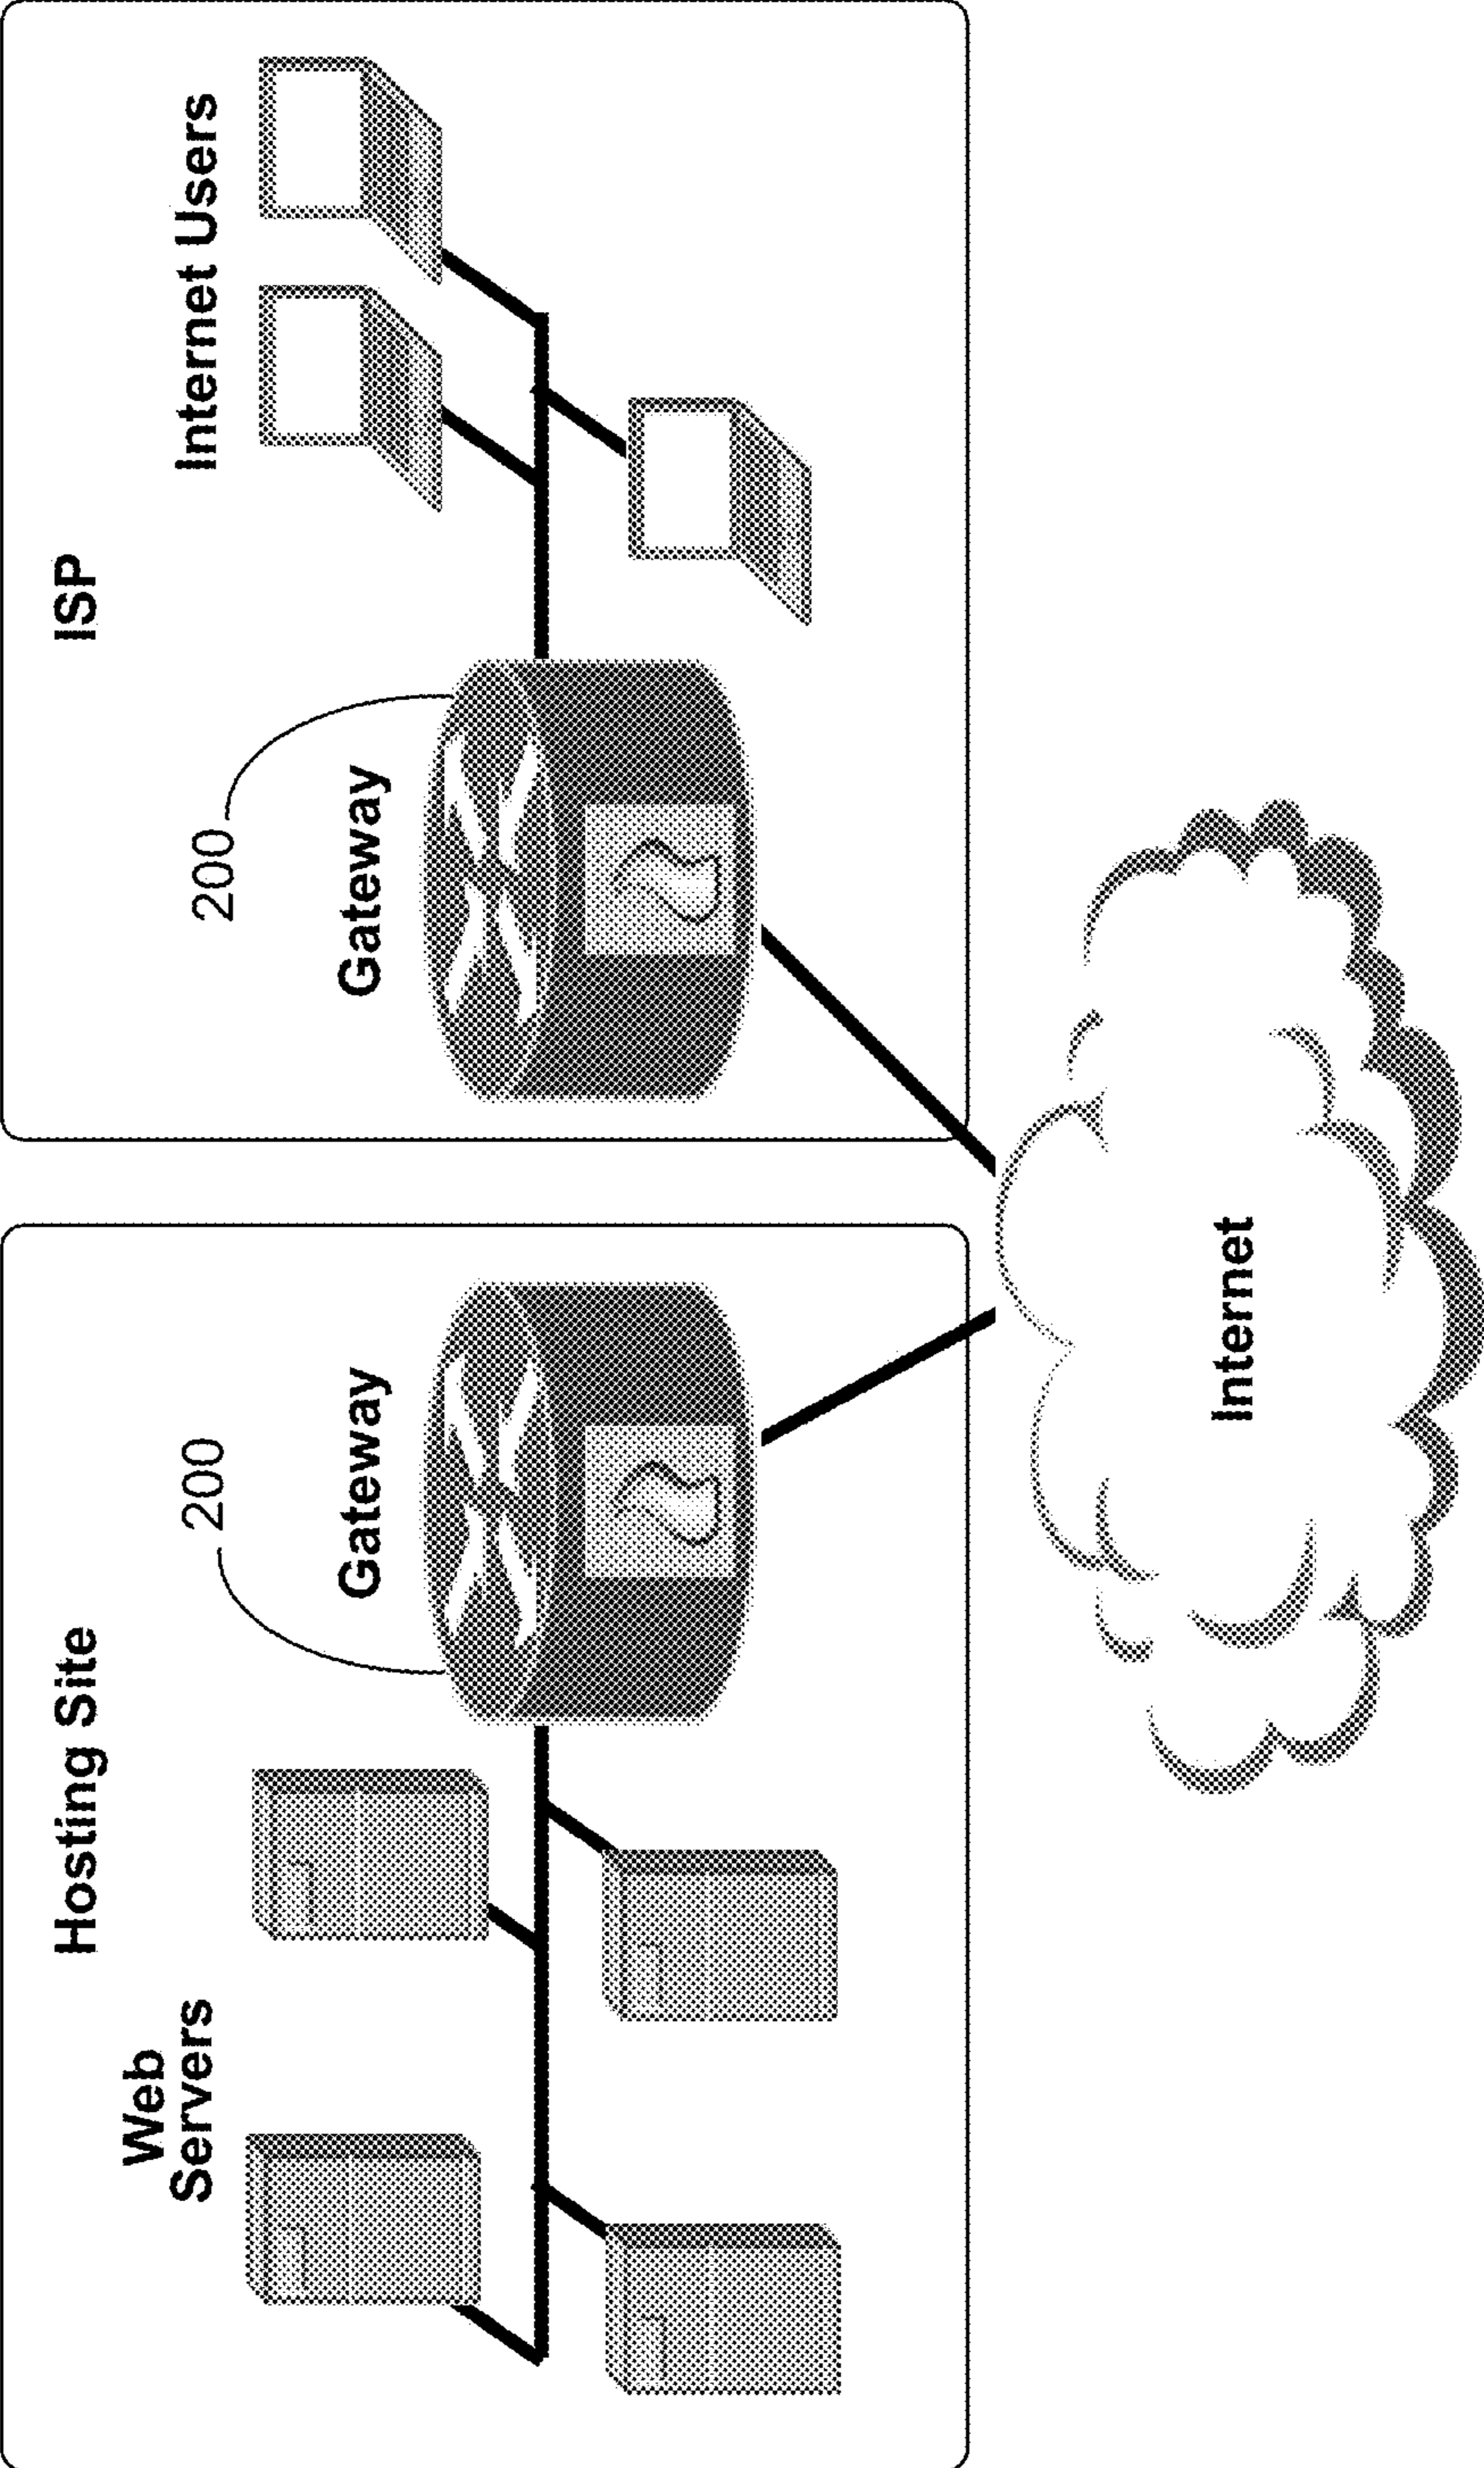 Hosting Site
Web
Servers
200
Gateway
ISP
Internet Users
200
Gateway
Internet